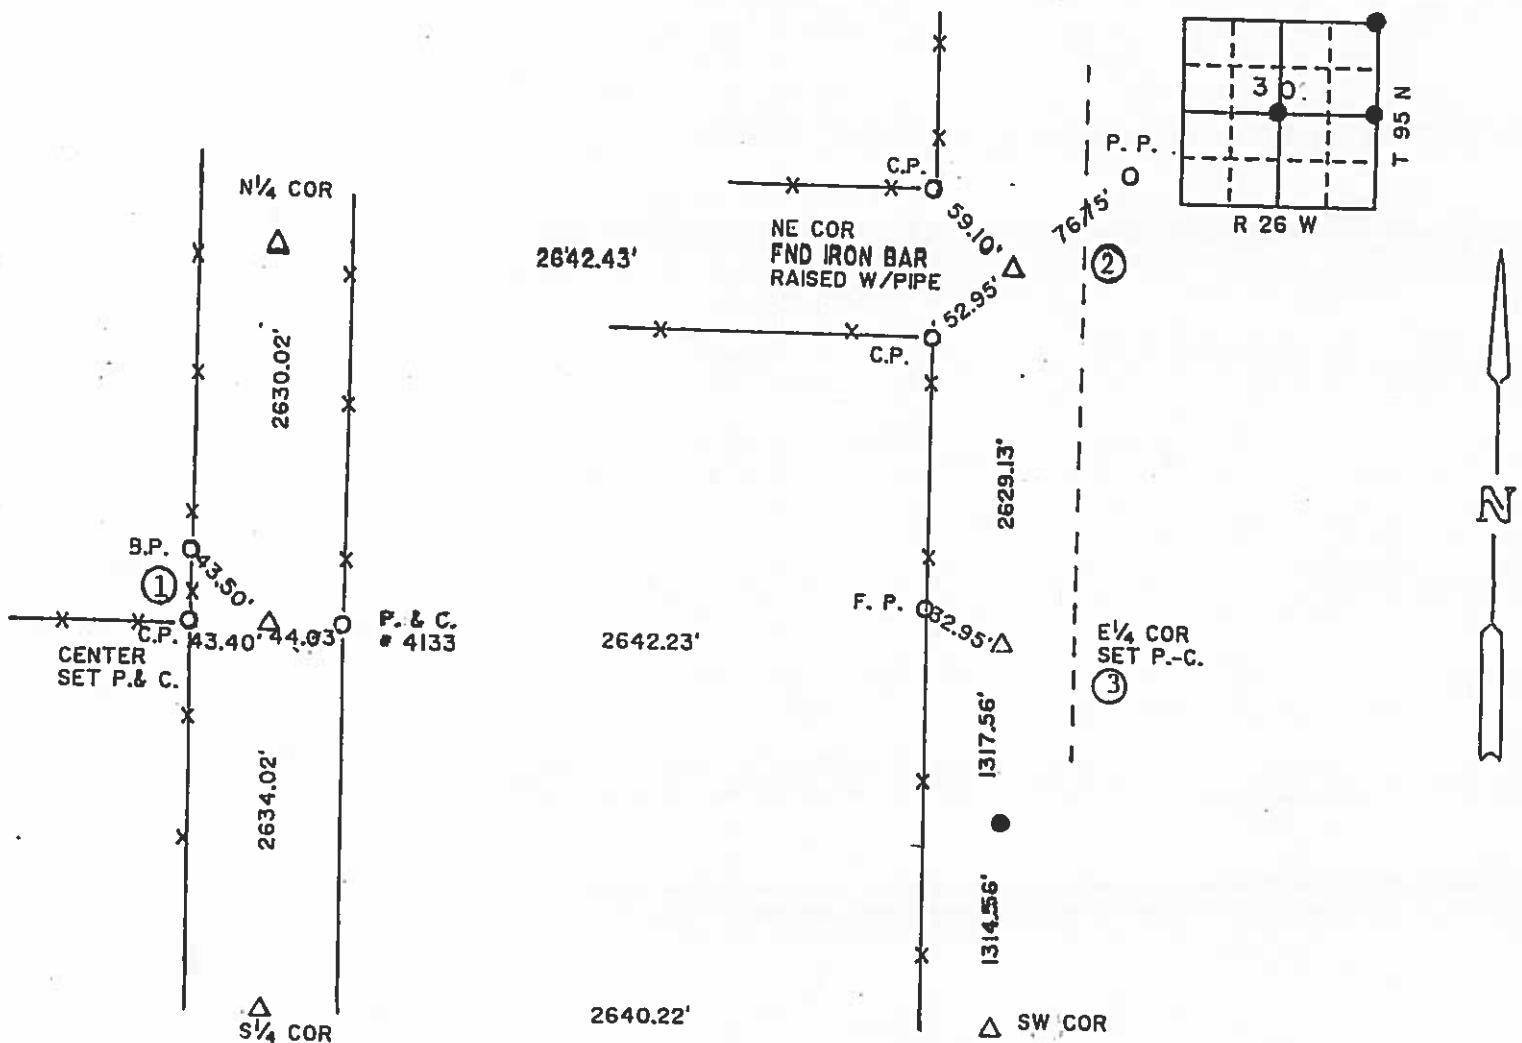 N¼ COR
2630.02'
B.P.
1
43.50'
C.P.
43.40'
44.03'
P. & C.
# 4133
CENTER
SET P.& C.
2634.02'
S¼ COR
2642.43'
2642.23'
2640.22'
C.P.
NE COR
FND IRON BAR
RAISED W/PIPE
59.10'
52.95'
C.P.
76.15'
P. P.
2
2629.13'
F. P.
32.95'
E¼ COR
SET P.-C.
3
1317.56'
1314.56'
SW COR
30
T 95 N
R 26 W
N